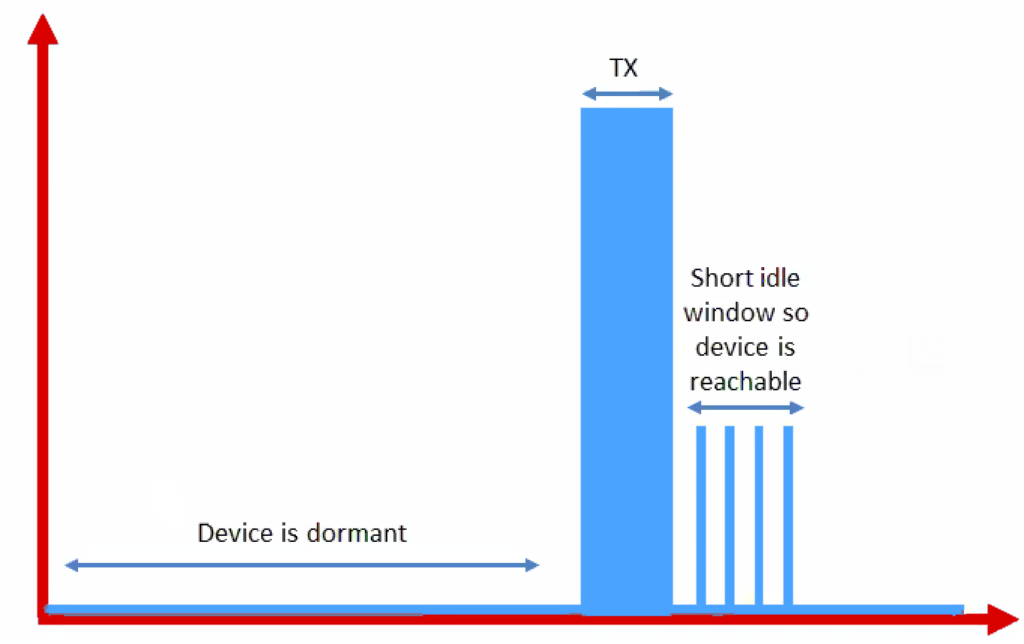 TX
Short idle
window so
device is
reachable
Device is dormant